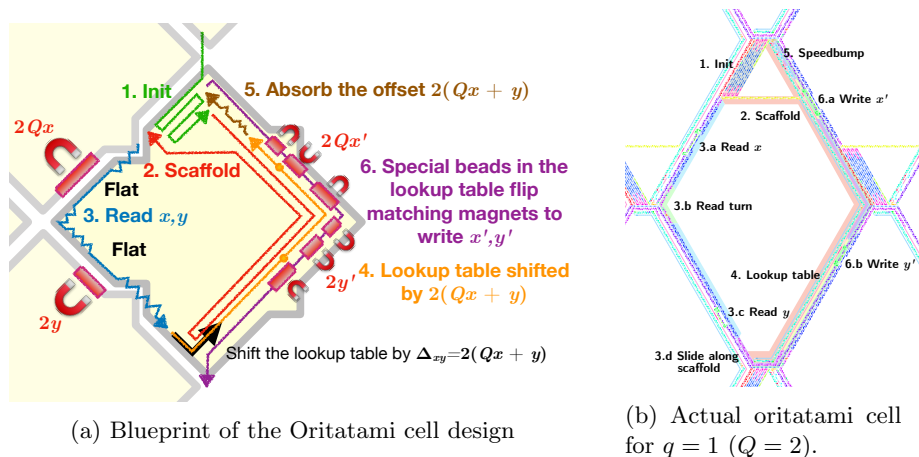 1. Init
5. Absorb the offset 2(Qx + y)
2Qx
2Qx′
2. Scaffold
Flat
3. Read x,y
Flat
6. Special beads in the
lookup table flip
matching magnets to
write x′,y′
2y
2y′
4. Lookup table shifted
by 2(Qx + y)
Shift the lookup table by Δxy=2(Qx + y)
(a) Blueprint of the Oritatami cell design
1. Init
5. Speedbump
6.a Write x′
2. Scaffold
3.a Read x
3.b Read turn
6.b Write y′
4. Lookup table
3.c Read y
3.d Slide along
scaffold
(b) Actual oritatami cell
for q = 1 (Q = 2).